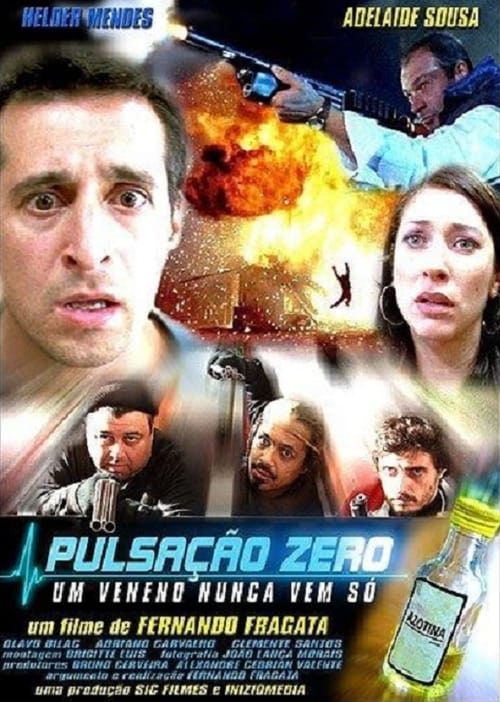 HELDER MENDES
ADELAIDE SOUSA
PULSAÇÃO ZERO
UM VENENO NUNCA VEM SÓ
um filme de FERNANDO FRAGATA
OLAVO BILAC ADRIANO CARVALHO CLEMENTE SANTOS
montagem BRIGITTE LUIS fotografia JOÃO LANÇA MORAIS
produtores BRUNO CERVEIRA ALEXANDRE CEBRIAN VALENTE
argumento e realização FERNANDO FRAGATA
uma produção SIC FILMES e INIZIOMEDIA
AZOTINA